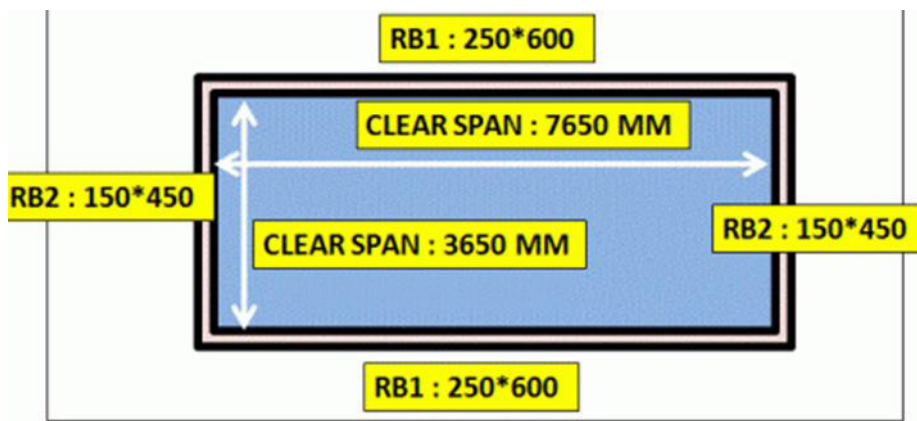 RB1 : 250*600
CLEAR SPAN : 7650 MM
RB2 : 150*450
RB2 : 150*450
CLEAR SPAN : 3650 MM
RB1 : 250*600